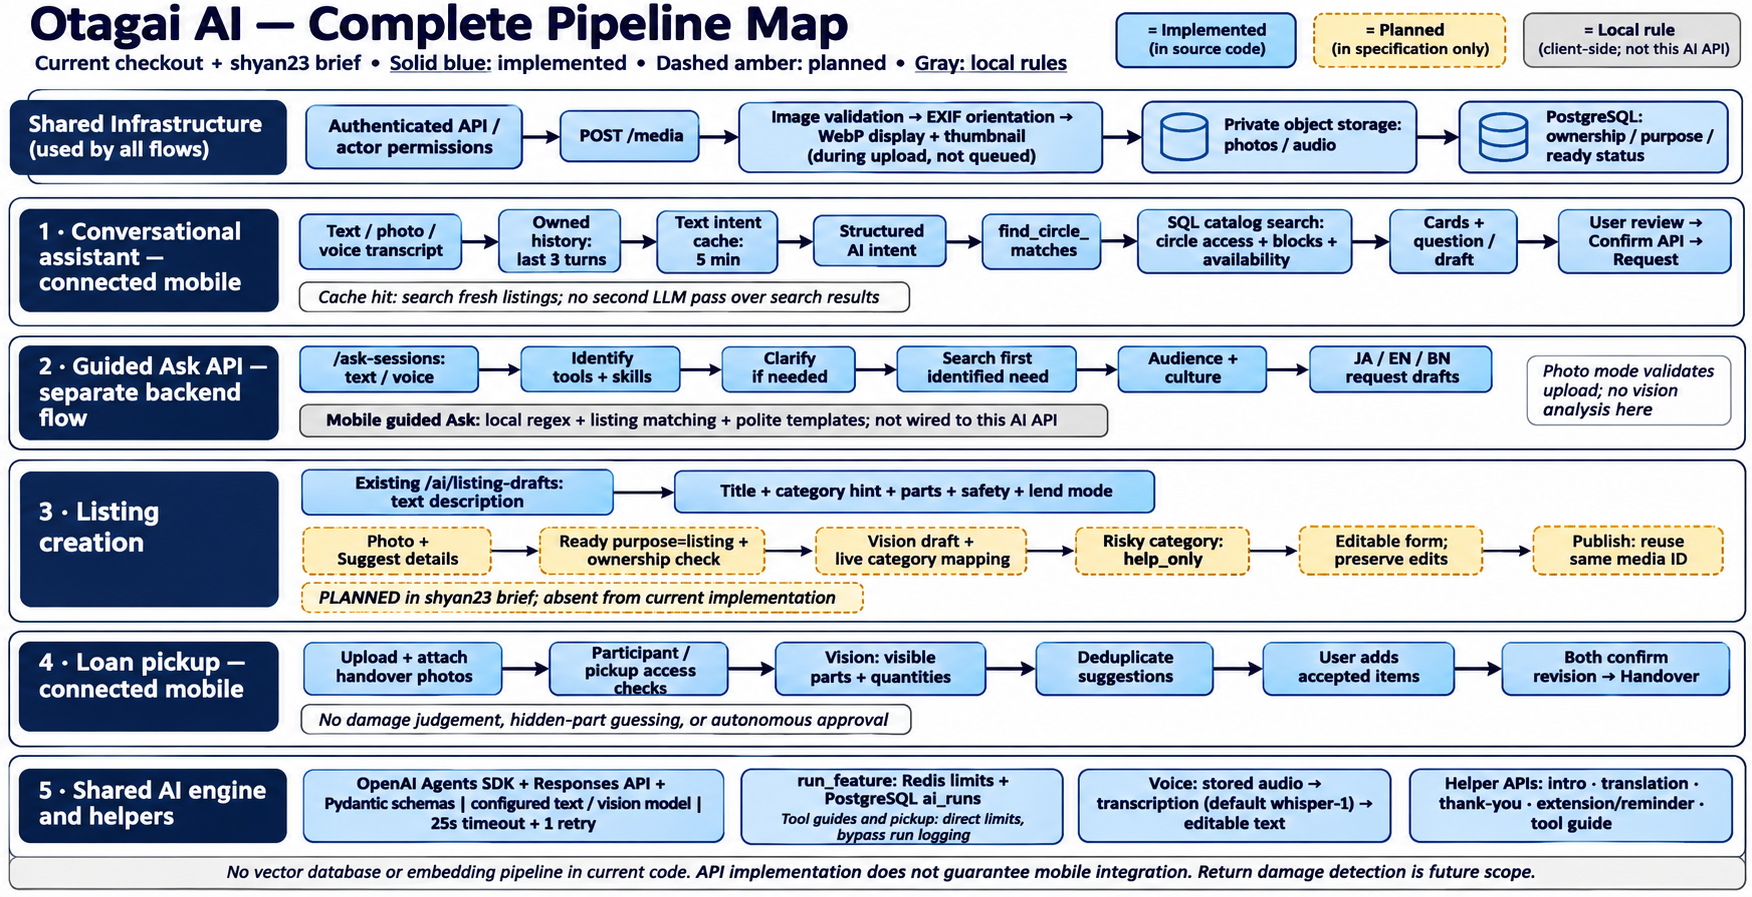 Otagai AI — Complete Pipeline Map
Current checkout + shyan23 brief • Solid blue: implemented • Dashed amber: planned • Gray: local rules
= Implemented
(in source code)
= Planned
(in specification only)
= Local rule
(client-side; not this AI API)
Shared Infrastructure
(used by all flows)
Authenticated API /
actor permissions
POST /media
Image validation → EXIF orientation →
WebP display + thumbnail
(during upload, not queued)
Private object storage:
photos / audio
PostgreSQL:
ownership / purpose /
ready status
1 · Conversational
assistant —
connected mobile
Text / photo /
voice transcript
Owned
history:
last 3 turns
Text intent
cache:
5 min
Structured
AI intent
find_circle_
matches
SQL catalog search:
circle access + blocks +
availability
Cards +
question /
draft
User review →
Confirm API →
Request
Cache hit: search fresh listings; no second LLM pass over search results
2 · Guided Ask API —
separate backend
flow
/ask-sessions:
text / voice
Identify
tools + skills
Clarify
if needed
Search first
identified need
Audience +
culture
JA / EN / BN
request drafts
Photo mode validates
upload; no vision
analysis here
Mobile guided Ask: local regex + listing matching + polite templates; not wired to this AI API
3 · Listing
creation
Existing /ai/listing-drafts:
text description
Title + category hint + parts + safety + lend mode
Photo +
Suggest details
Ready purpose=listing +
ownership check
Vision draft +
live category mapping
Risky category:
help_only
Editable form;
preserve edits
Publish: reuse
same media ID
PLANNED in shyan23 brief; absent from current implementation
4 · Loan pickup —
connected mobile
Upload + attach
handover photos
Participant /
pickup access
checks
Vision: visible
parts + quantities
Deduplicate
suggestions
User adds
accepted items
Both confirm
revision → Handover
No damage judgement, hidden-part guessing, or autonomous approval
5 · Shared AI engine
and helpers
OpenAI Agents SDK + Responses API +
Pydantic schemas | configured text / vision model |
25s timeout + 1 retry
run_feature: Redis limits +
PostgreSQL ai_runs
Tool guides and pickup: direct limits,
bypass run logging
Voice: stored audio →
transcription (default whisper-1) →
editable text
Helper APIs: intro · translation ·
thank-you · extension/reminder ·
tool guide
No vector database or embedding pipeline in current code. API implementation does not guarantee mobile integration. Return damage detection is future scope.